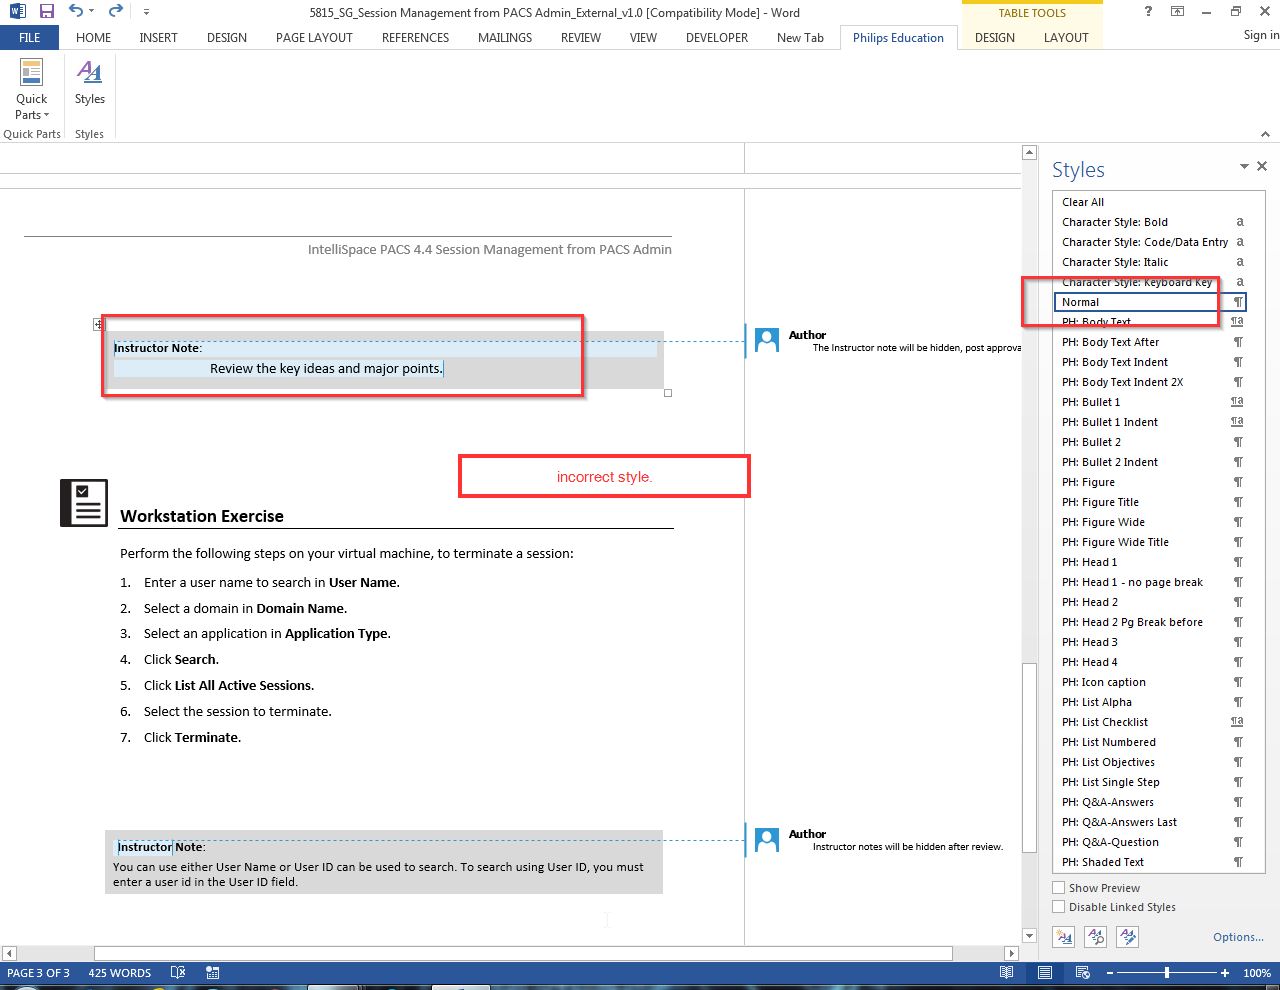 5815_SG_Session Management from PACS Admin_External_v1.0 [Compatibility Mode] - Word
TABLE TOOLS
?
FILE HOME INSERT DESIGN PAGE LAYOUT REFERENCES MAILINGS REVIEW VIEW DEVELOPER New Tab Philips Education DESIGN LAYOUT
Sign in
Quick
Parts
Styles
Quick Parts
Styles
Styles
Clear All
Character Style: Bold a
Character Style: Code/Data Entry a
Character Style: Italic a
Character Style: Keyboard Key a
Normal ¶
PH: Body Text ¶a
PH: Body Text After ¶
PH: Body Text Indent ¶
PH: Body Text Indent 2X ¶
PH: Bullet 1 ¶a
PH: Bullet 1 Indent ¶a
PH: Bullet 2 ¶
PH: Bullet 2 Indent ¶
PH: Figure ¶
PH: Figure Title ¶
PH: Figure Wide ¶
PH: Figure Wide Title ¶
PH: Head 1 ¶
PH: Head 1 - no page break ¶
PH: Head 2 ¶
PH: Head 2 Pg Break before ¶
PH: Head 3 ¶
PH: Head 4 ¶
PH: Icon caption ¶
PH: List Alpha ¶
PH: List Checklist ¶a
PH: List Numbered ¶
PH: List Objectives ¶
PH: List Single Step ¶
PH: Q&A-Answers ¶
PH: Q&A-Answers Last ¶
PH: Q&A-Question ¶
PH: Shaded Text ¶
Show Preview
Disable Linked Styles
Options...
IntelliSpace PACS 4.4 Session Management from PACS Admin
Instructor Note:
Review the key ideas and major points.
Author
The Instructor note will be hidden, post approva
incorrect style.
Workstation Exercise
Perform the following steps on your virtual machine, to terminate a session:
1. Enter a user name to search in User Name.
2. Select a domain in Domain Name.
3. Select an application in Application Type.
4. Click Search.
5. Click List All Active Sessions.
6. Select the session to terminate.
7. Click Terminate.
Instructor Note:
You can use either User Name or User ID can be used to search. To search using User ID, you must
enter a user id in the User ID field.
Author
Instructor notes will be hidden after review.
PAGE 3 OF 3 425 WORDS
100%